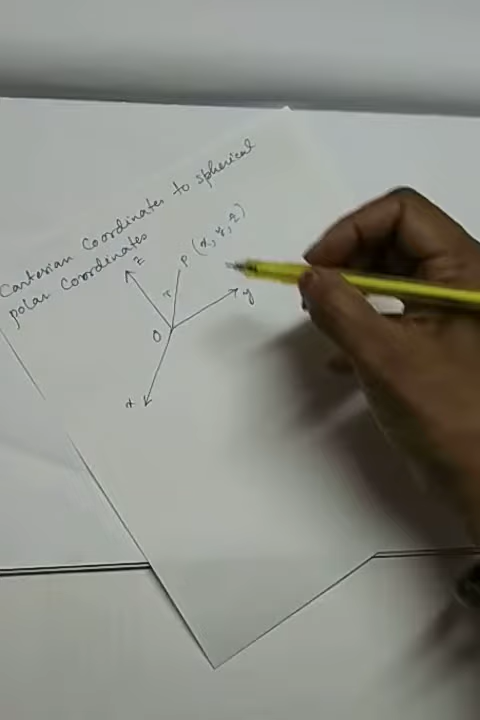 Cartesian Coordinates to spherical
polar Coordinates
z
P (x, y, z)
r
y
O
x